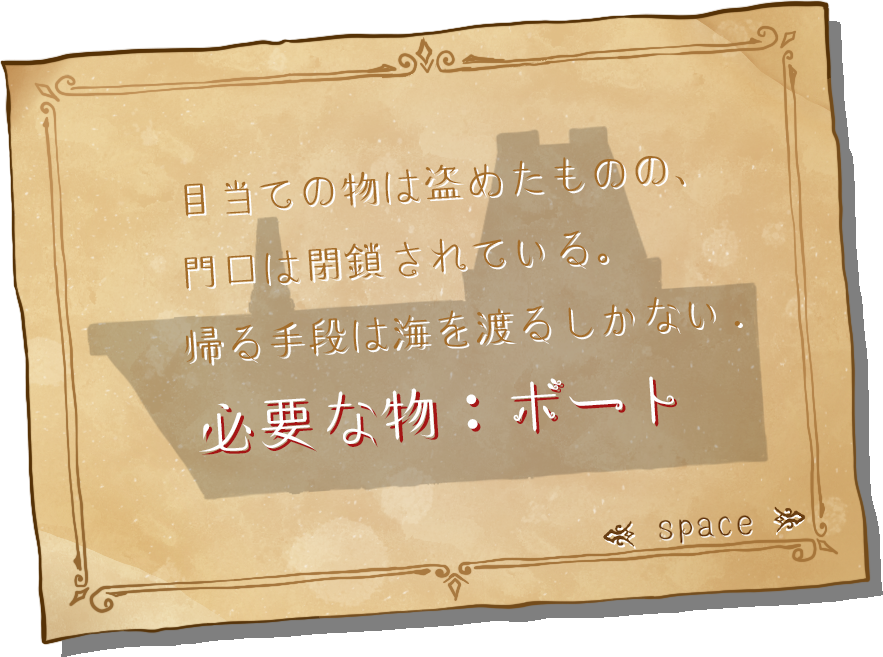 目当ての物は盗めたものの、
門口は閉鎖されている。
帰る手段は海を渡るしかない．
必要な物：ボート
space